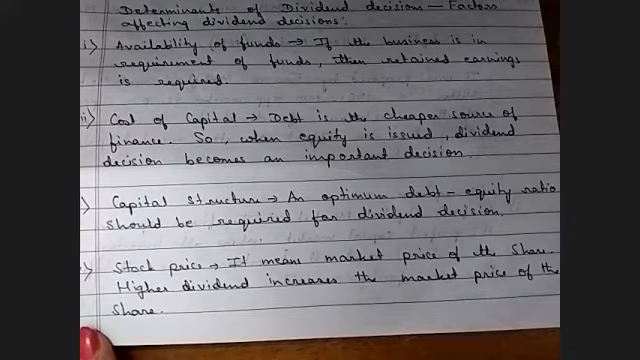 Determinants of Dividend decisions — Factors
affecting dividend decisions:
i) Availability of funds → If the business is in
requirement of funds, then retained earnings
is required.
ii) Cost of Capital → Debt is the cheaper source of
finance. So, when equity is issued, dividend
decision becomes an important decision.
) Capital structure → An optimum debt - equity ratio
should be required for dividend decision.
) Stock price → It means market price of the share.
Higher dividend increases the market price of the
share.